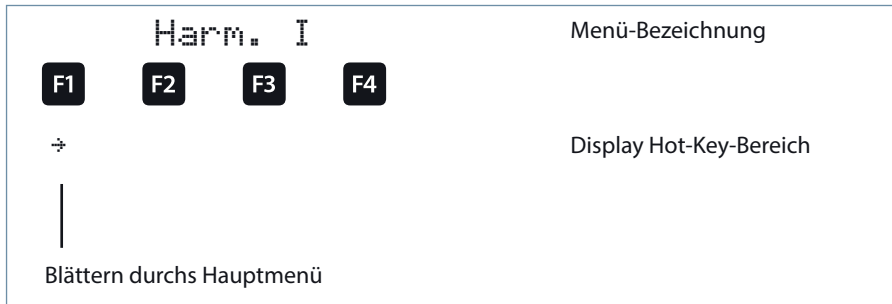 Harm. I Menü-Bezeichnung
F1 F2 F3 F4
→ Display Hot-Key-Bereich
Blättern durchs Hauptmenü